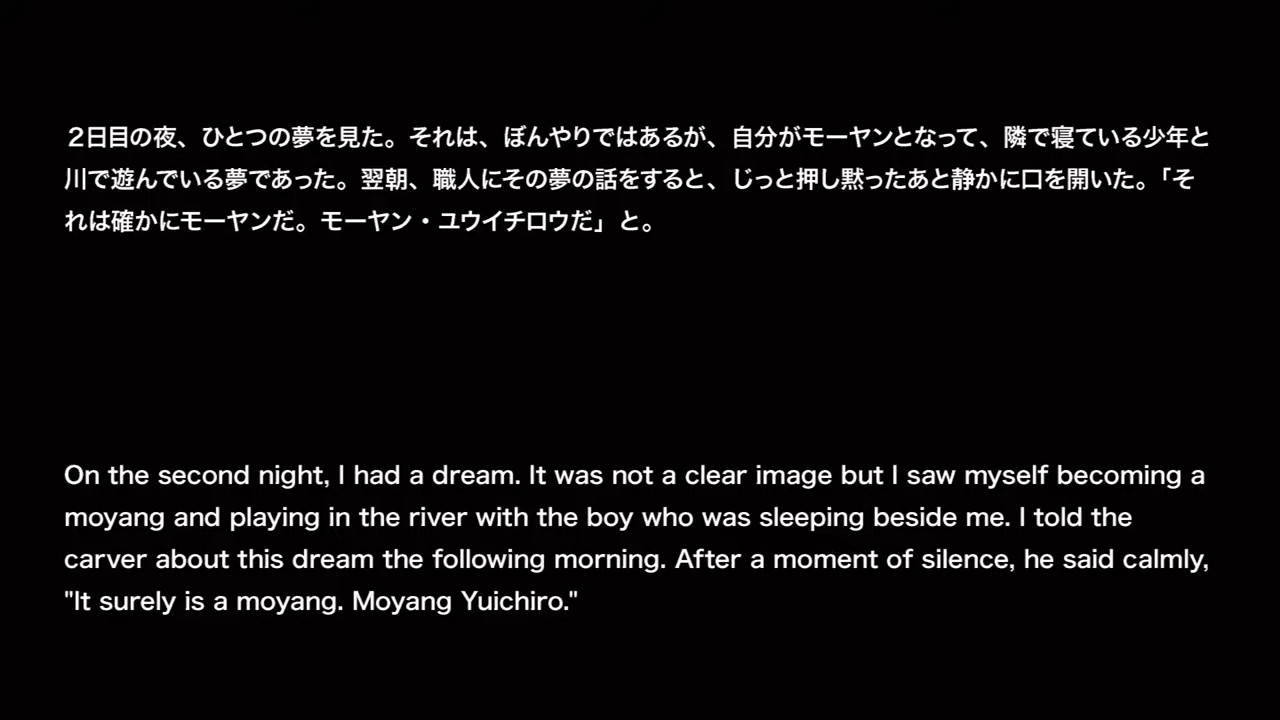 ２日目の夜、ひとつの夢を見た。それは、ぼんやりではあるが、自分がモーヤンとなって、隣で寝ている少年と
川で遊んでいる夢であった。翌朝、職人にその夢の話をすると、じっと押し黙ったあと静かに口を開いた。「そ
れは確かにモーヤンだ。モーヤン・ユウイチロウだ」と。
On the second night, I had a dream. It was not a clear image but I saw myself becoming a
moyang and playing in the river with the boy who was sleeping beside me. I told the
carver about this dream the following morning. After a moment of silence, he said calmly,
"It surely is a moyang. Moyang Yuichiro."